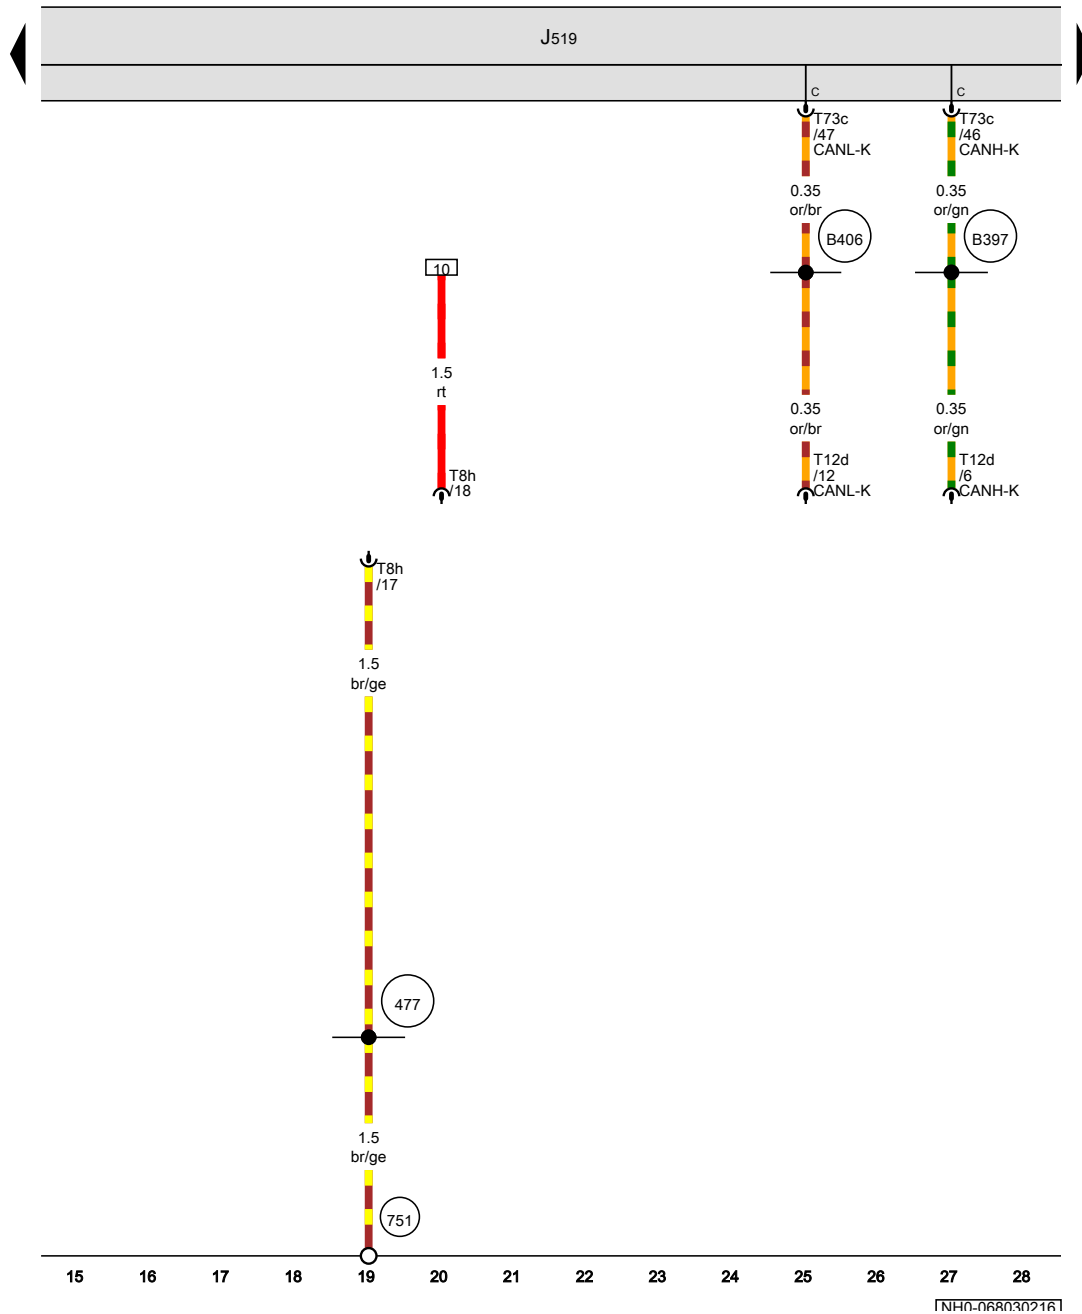 J519
C
C
T73c
/47
CANL-K
T73c
/46
CANH-K
0.35
or/br
0.35
or/gn
B406
B397
10
1.5
rt
0.35
or/br
0.35
or/gn
T8h
/18
T12d
/12
CANL-K
T12d
/6
CANH-K
T8h
/17
1.5
br/ge
477
1.5
br/ge
751
15 16 17 18 19 20 21 22 23 24 25 26 27 28
NH0-068030216